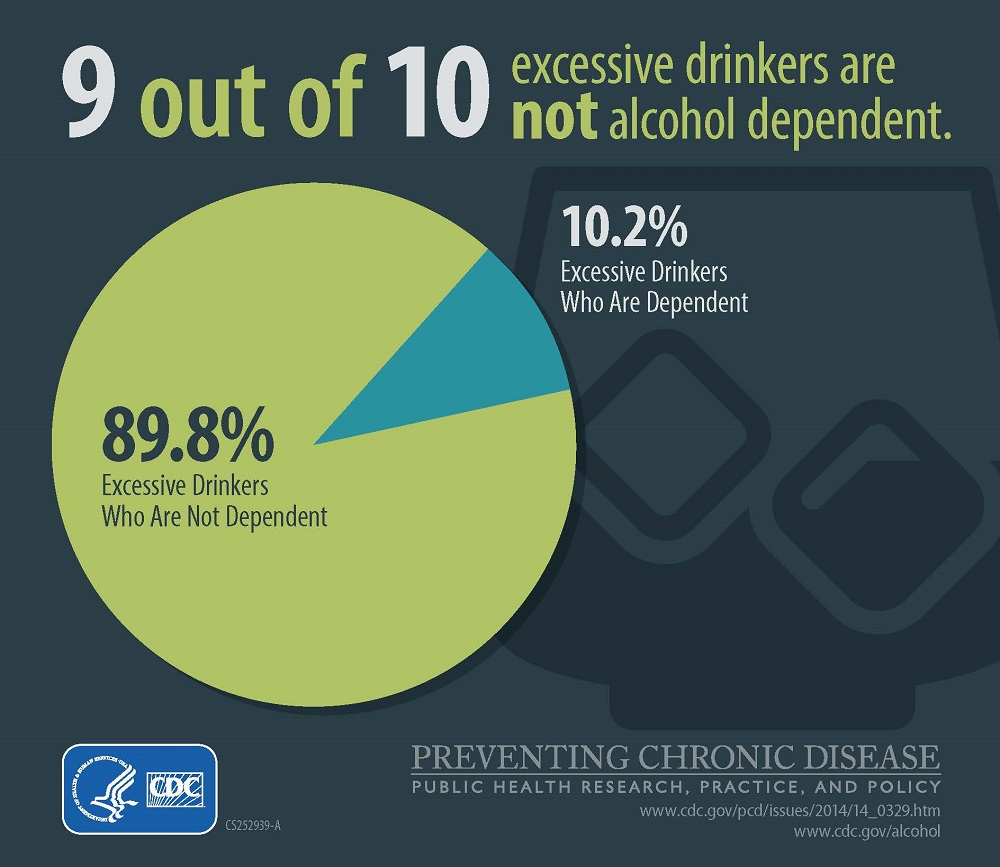 9 out of 10 excessive drinkers are
not alcohol dependent.
10.2%
Excessive Drinkers
Who Are Dependent
89.8%
Excessive Drinkers
Who Are Not Dependent
CDC
CS252939-A
PREVENTING CHRONIC DISEASE
PUBLIC HEALTH RESEARCH, PRACTICE, AND POLICY
www.cdc.gov/pcd/issues/2014/14_0329.htm
www.cdc.gov/alcohol